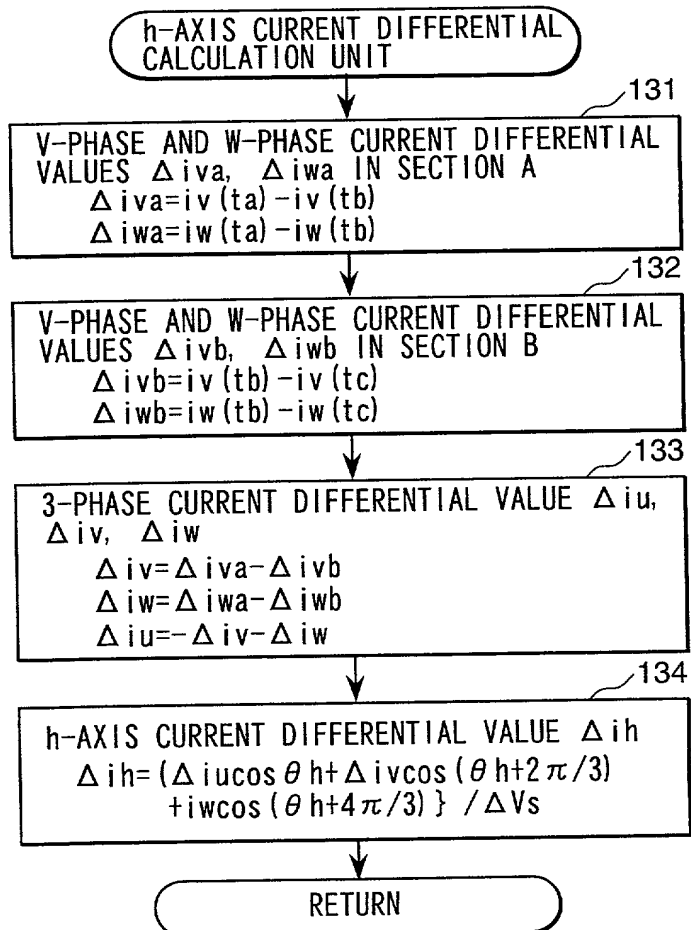 h-AXIS CURRENT DIFFERENTIAL
CALCULATION UNIT
131
V-PHASE AND W-PHASE CURRENT DIFFERENTIAL
VALUES Δiva, Δiwa IN SECTION A
Δiva=iv(ta)-iv(tb)
Δiwa=iw(ta)-iw(tb)
132
V-PHASE AND W-PHASE CURRENT DIFFERENTIAL
VALUES Δivb, Δiwb IN SECTION B
Δivb=iv(tb)-iv(tc)
Δiwb=iw(tb)-iw(tc)
133
3-PHASE CURRENT DIFFERENTIAL VALUE Δiu,
Δiv, Δiw
Δiv=Δiva-Δivb
Δiw=Δiwa-Δiwb
Δiu=-Δiv-Δiw
134
h-AXIS CURRENT DIFFERENTIAL VALUE Δih
Δih={Δiucosθh+Δivcos(θh+2π/3)
+iwcos(θh+4π/3)}/ΔVs
RETURN